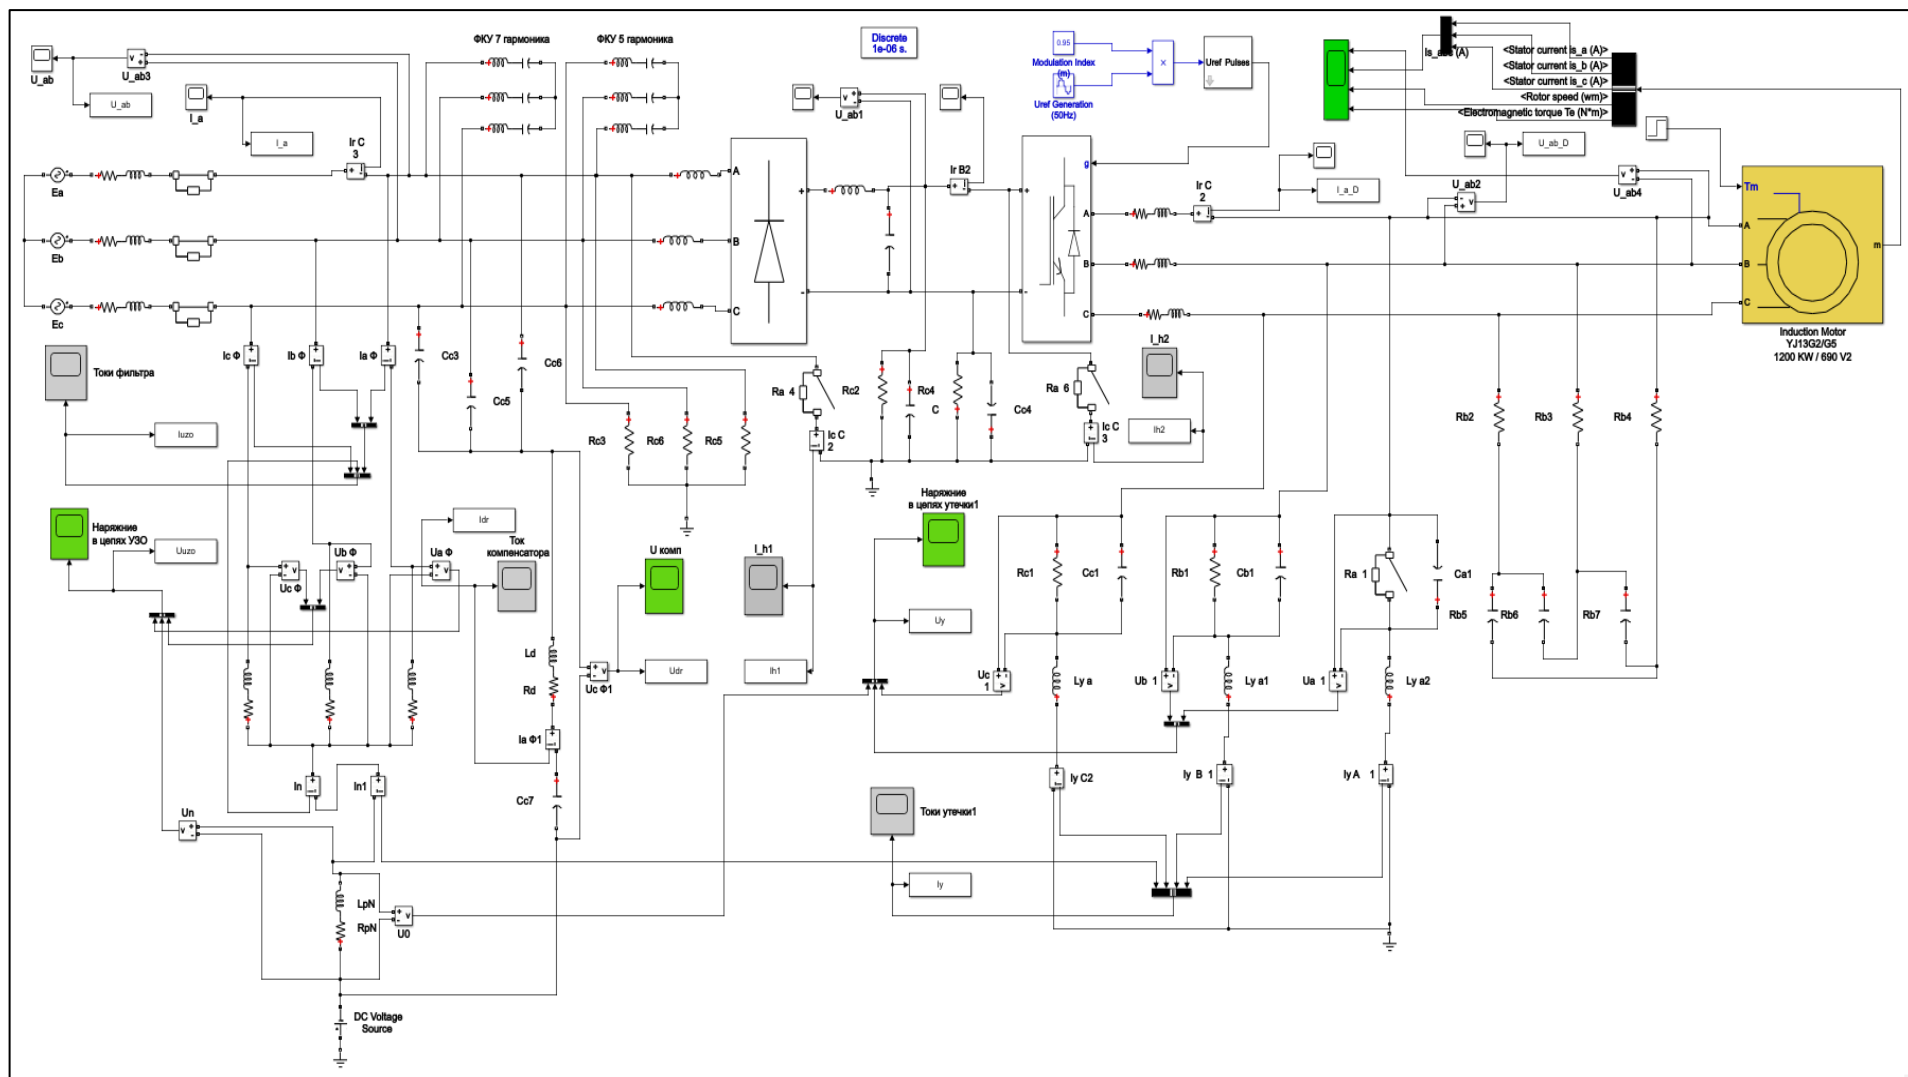 ФКУ 7 гармоника
ФКУ 5 гармоника
Discrete
1e-06 s.
0.95
Modulation Index
(m)
Uref Generation
(50Hz)
×
Uref Pulses
Is_abc (A)
<Stator current is_a (A)>
<Stator current is_b (A)>
<Stator current is_c (A)>
<Rotor speed (wm)>
<Electromagnetic torque Te (N*m)>
U_ab
U_ab3
U_ab
I_a
I_a
Ir C
3
U_ab1
Ir B2
g
Ir C
2
I_a_D
U_ab_D
U_ab2
U_ab4
Tm
A
B
C
m
Induction Motor
YJ13G2/G5
1200 KW / 690 V2
Ea
Eb
Ec
A
B
C
+
-
+
-
A
B
C
Токи фильтра
Iuzo
Ic Ф
Ib Ф
Ia Ф
Cc3
Cc5
Cc6
Rc3
Rc6
Rc5
Ra 4
Ic C
2
Rc2
Rc4
C
Cc4
Ra 6
Ic C
3
I_h2
Ih2
Rb2
Rb3
Rb4
Наряжние
в цепях УЗО
Uuzo
Idr
Ток
компенсатора
Uc Ф
Ub Ф
Ua Ф
U комп
Udr
I_h1
Ih1
Наряжние
в цепях утечки1
Uy
Rc1
Cc1
Rb1
Cb1
Ra 1
Ca1
Rb5
Rb6
Rb7
Ld
Rd
Uc Ф1
Ia Ф1
Cc7
Uc
1
Ly a
Ub 1
Ly a1
Ua 1
Ly a2
In
In1
Un
Iy C2
Iy B 1
Iy A 1
Токи утечки1
Iy
LpN
RpN
U0
DC Voltage
Source